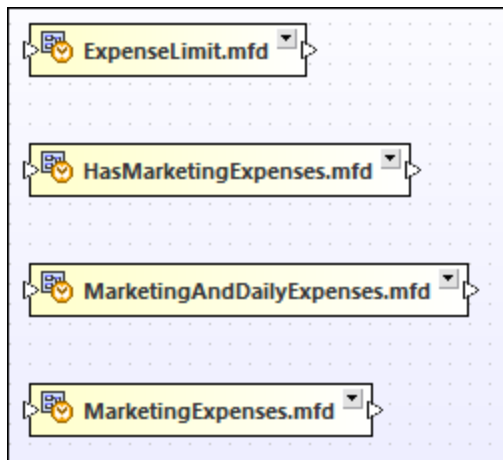 ExpenseLimit.mfd
HasMarketingExpenses.mfd
MarketingAndDailyExpenses.mfd
MarketingExpenses.mfd